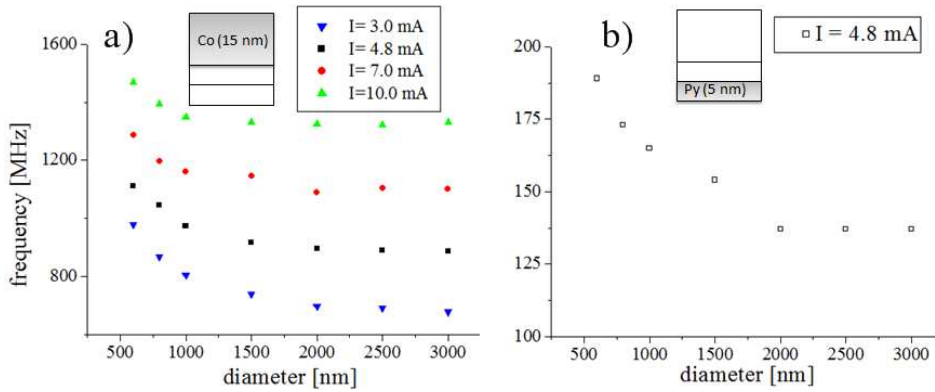 a)
Co (15 nm)
I= 3.0 mA
I= 4.8 mA
I= 7.0 mA
I=10.0 mA
frequency [MHz]
1600
1200
800
500 1000 1500 2000 2500 3000
diameter [nm]
b)
Py (5 nm)
I = 4.8 mA
200
175
150
125
100
500 1000 1500 2000 2500 3000
diameter [nm]